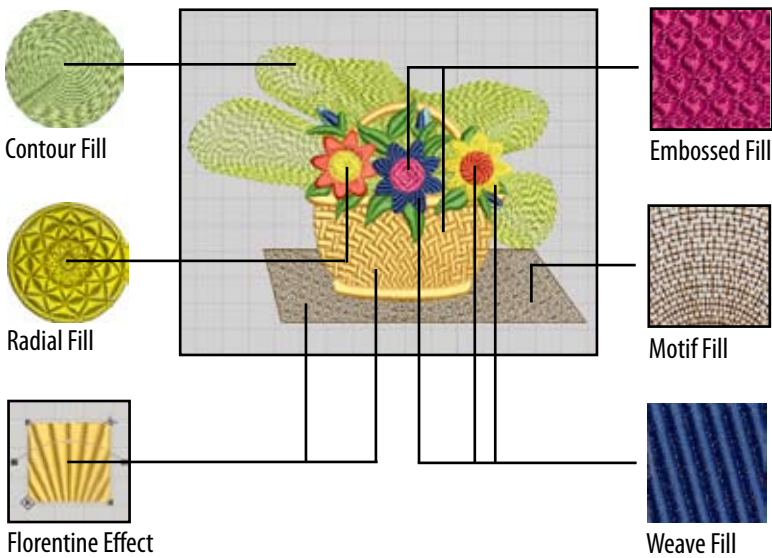 Contour Fill
Embossed Fill
Radial Fill
Motif Fill
Florentine Effect
Weave Fill